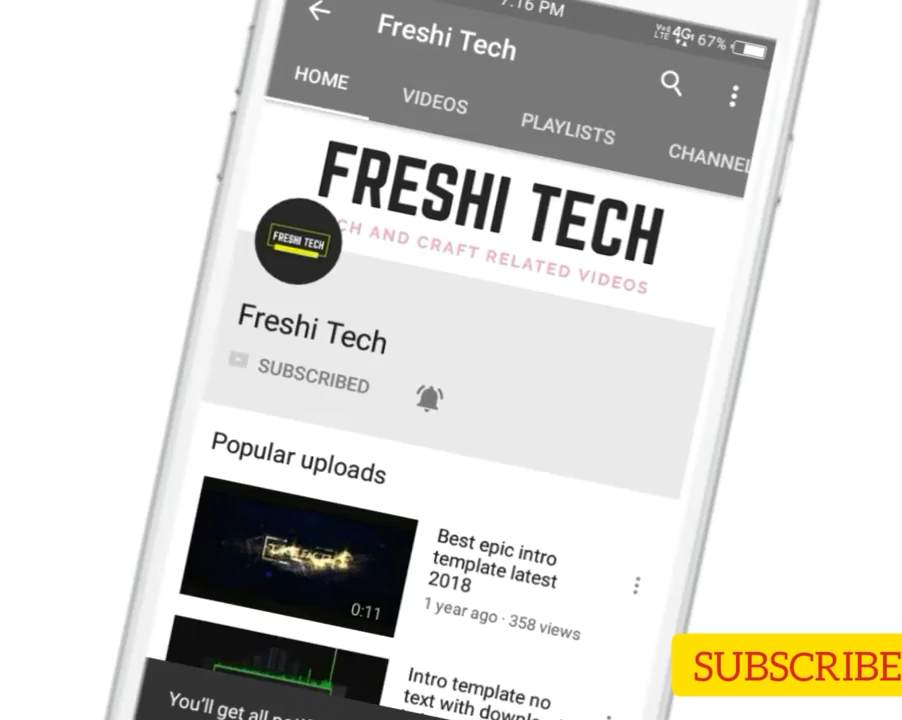 7:16 PM
4G 67%
Freshi Tech
HOME VIDEOS PLAYLISTS CHANNEL
FRESHI TECH
CH AND CRAFT RELATED VIDEOS
FRESHI TECH
Freshi Tech
SUBSCRIBED
Popular uploads
Best epic intro
template latest
2018
1 year ago · 358 views
0:11
Intro template no
text with
You'll get all
SUBSCRIBE